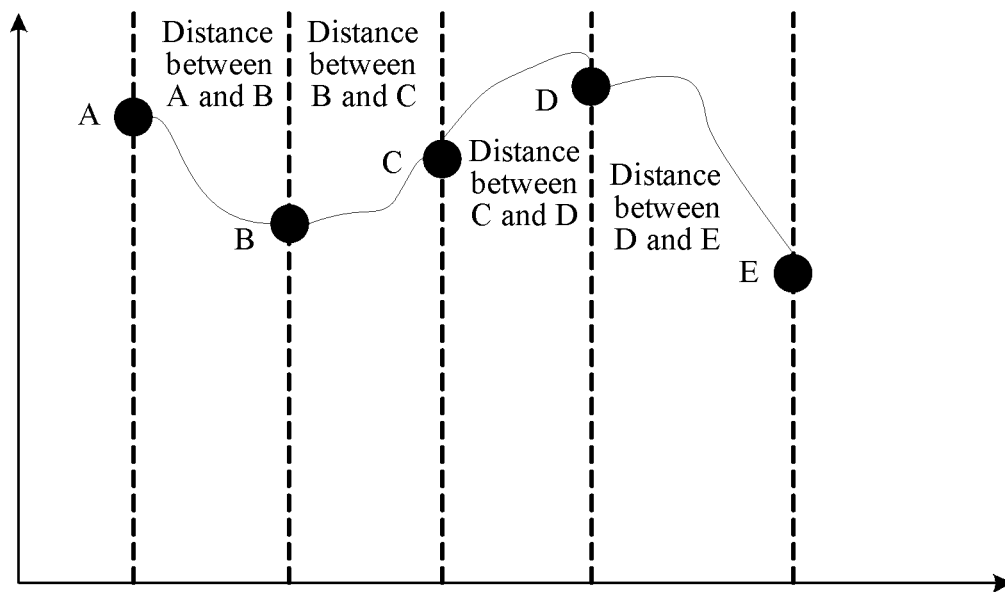 A
Distance
between
A and B
B
Distance
between
B and C
C
Distance
between
C and D
D
Distance
between
D and E
E